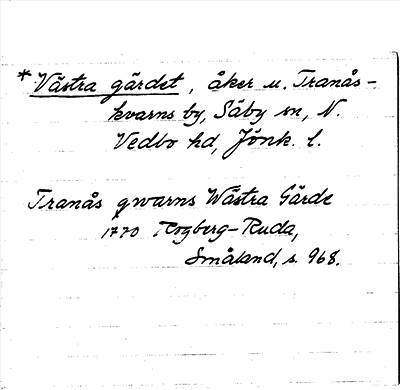 * Västra gärdet, åker u. Tranås-
kvarns by, Säby sn, N.
Vedbo hd, Jönk. l.
Tranås qwarns Wästra Gärde
1770 Rogberg-Ruda,
Småland, s. 968.